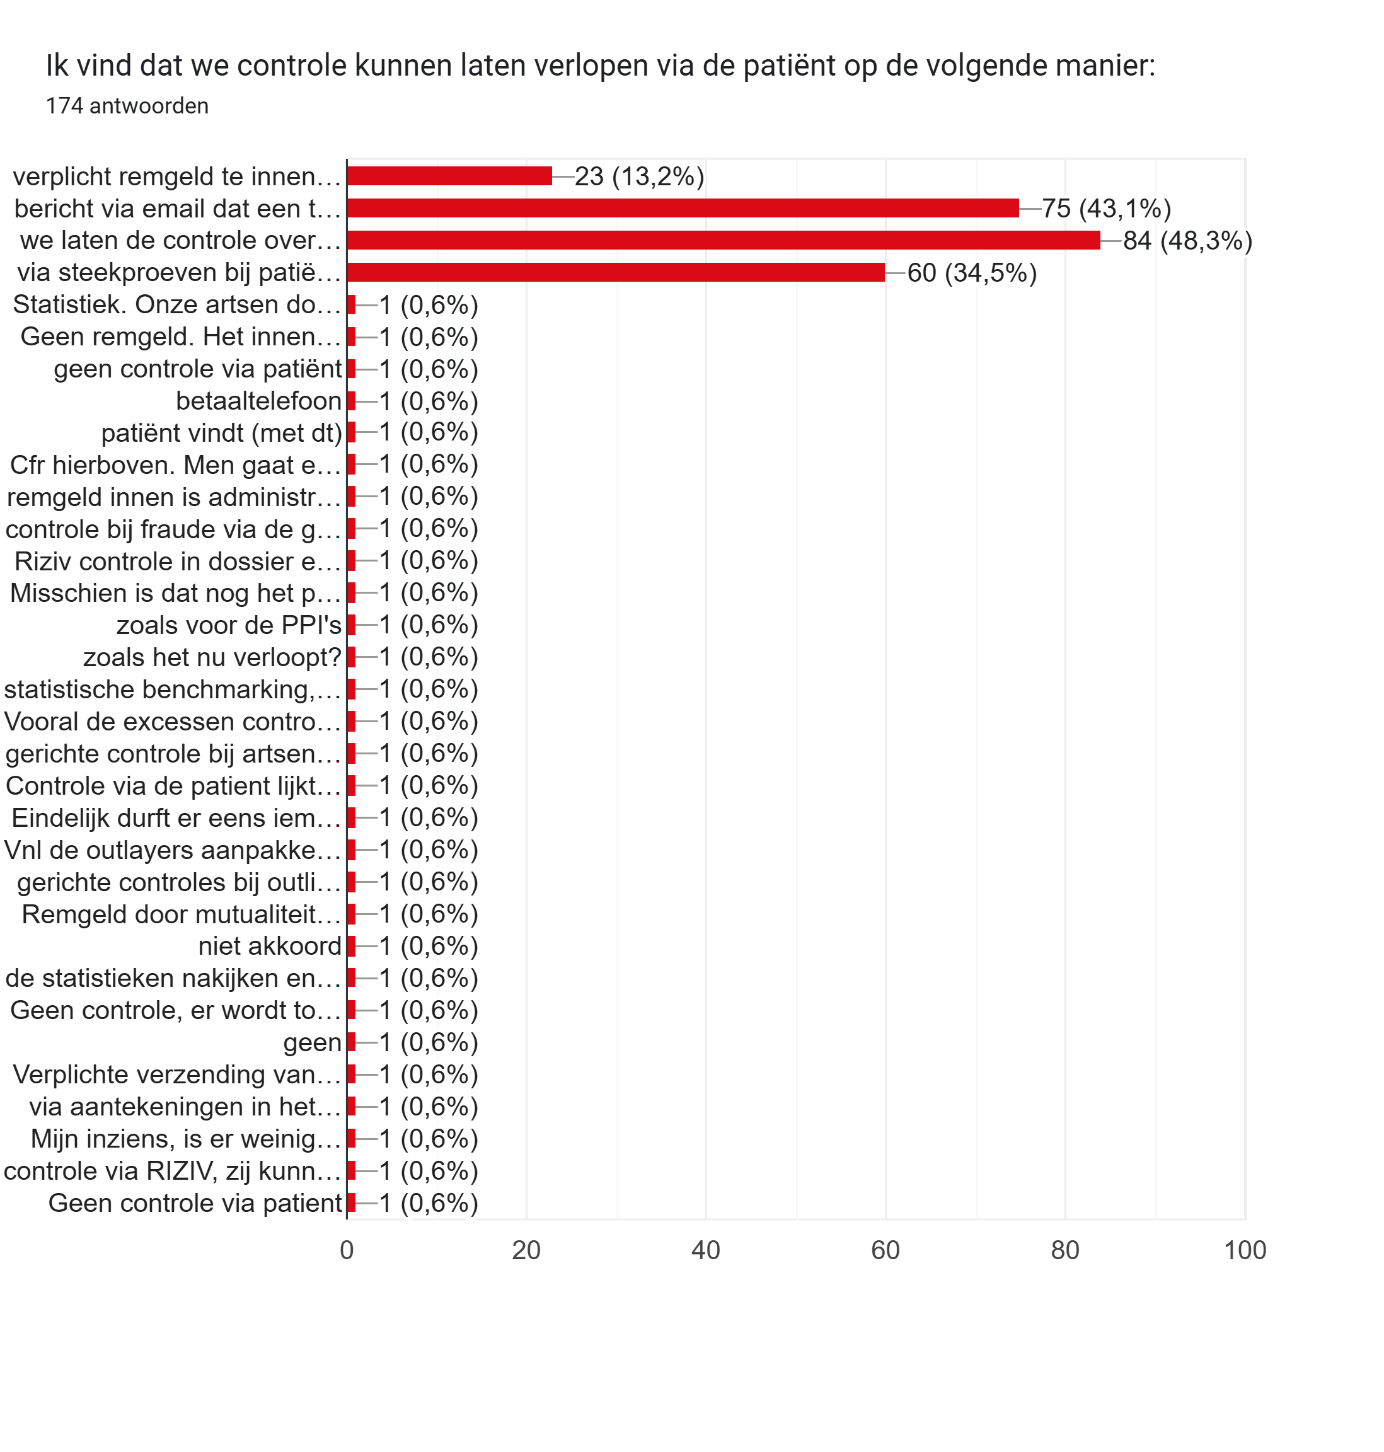 Ik vind dat we controle kunnen laten verlopen via de patiënt op de volgende manier:
174 antwoorden
verplicht remgeld te innen… 23 (13,2%)
bericht via email dat een t… 75 (43,1%)
we laten de controle over… 84 (48,3%)
via steekproeven bij patië… 60 (34,5%)
Statistiek. Onze artsen do… 1 (0,6%)
Geen remgeld. Het innen… 1 (0,6%)
geen controle via patiënt 1 (0,6%)
betaaltelefoon 1 (0,6%)
patiënt vindt (met dt) 1 (0,6%)
Cfr hierboven. Men gaat e… 1 (0,6%)
remgeld innen is administr… 1 (0,6%)
controle bij fraude via de g… 1 (0,6%)
Riziv controle in dossier e… 1 (0,6%)
Misschien is dat nog het p… 1 (0,6%)
zoals voor de PPI's 1 (0,6%)
zoals het nu verloopt? 1 (0,6%)
statistische benchmarking,… 1 (0,6%)
Vooral de excessen contro… 1 (0,6%)
gerichte controle bij artsen… 1 (0,6%)
Controle via de patient lijkt… 1 (0,6%)
Eindelijk durft er eens iem… 1 (0,6%)
Vnl de outlayers aanpakke… 1 (0,6%)
gerichte controles bij outli… 1 (0,6%)
Remgeld door mutualiteit… 1 (0,6%)
niet akkoord 1 (0,6%)
de statistieken nakijken en… 1 (0,6%)
Geen controle, er wordt to… 1 (0,6%)
geen 1 (0,6%)
Verplichte verzending van… 1 (0,6%)
via aantekeningen in het… 1 (0,6%)
Mijn inziens, is er weinig… 1 (0,6%)
controle via RIZIV, zij kunn… 1 (0,6%)
Geen controle via patient 1 (0,6%)
0 20 40 60 80 100